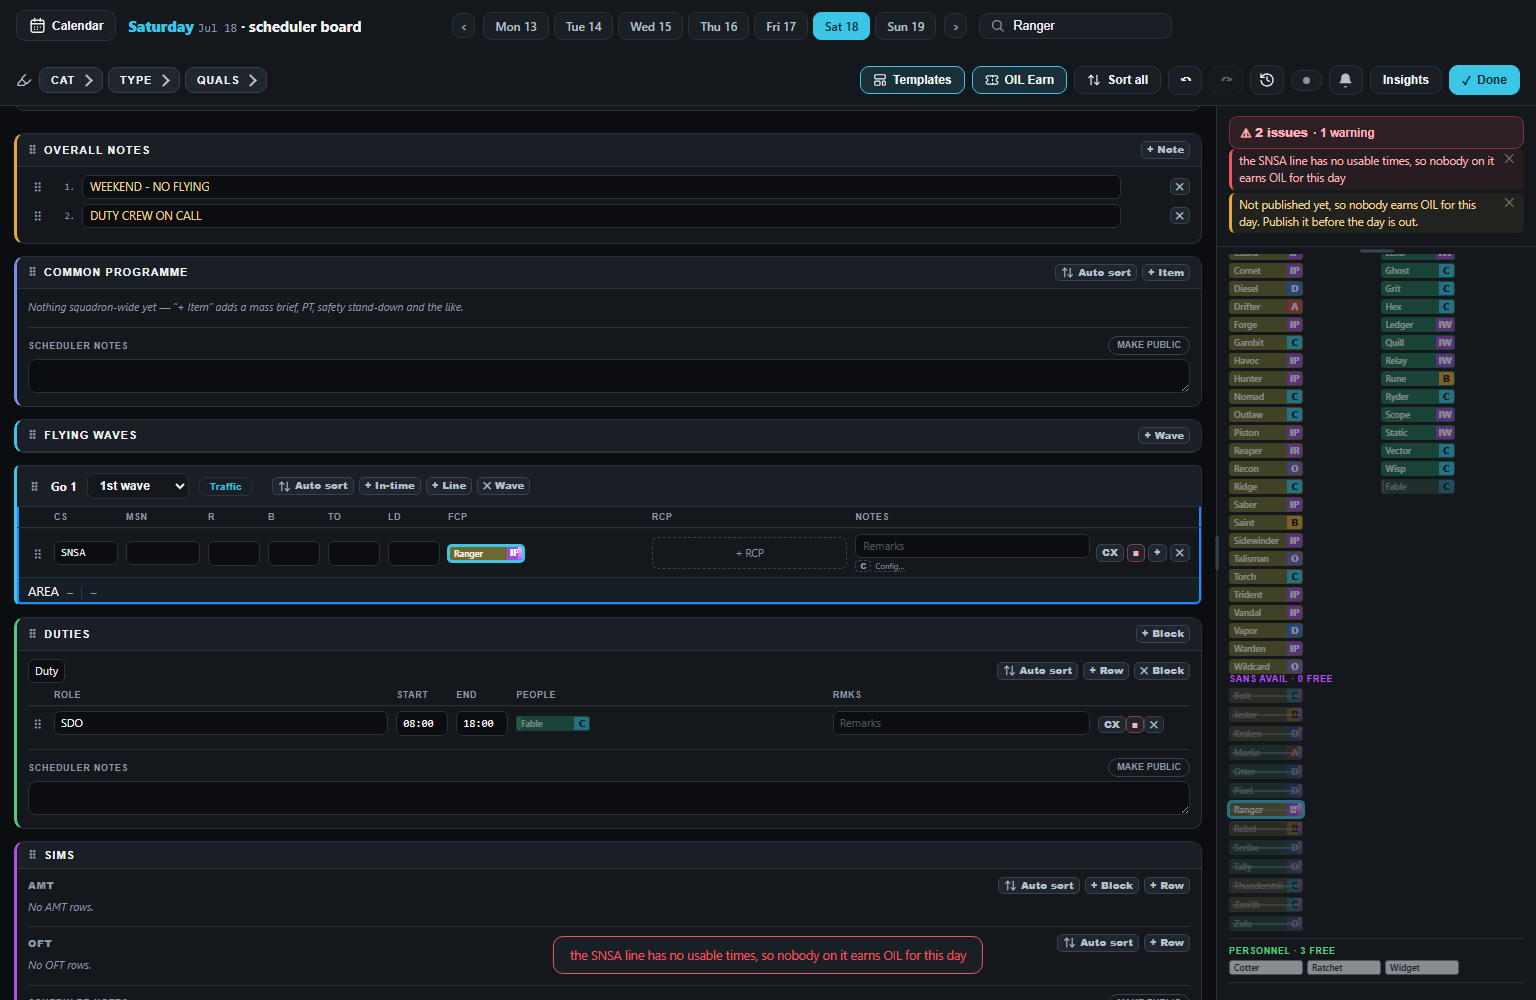 Calendar
Saturday Jul 18 · scheduler board
‹ Mon 13 Tue 14 Wed 15 Thu 16 Fri 17 Sat 18 Sun 19 ›
Ranger
CAT TYPE QUALS
Templates OIL Earn Sort all Insights ✓ Done
⚠ 2 issues · 1 warning
the SNSA line has no usable times, so nobody on it earns OIL for this day
Not published yet, so nobody earns OIL for this day. Publish it before the day is out.
OVERALL NOTES
+ Note
1. WEEKEND - NO FLYING
2. DUTY CREW ON CALL
COMMON PROGRAMME
Auto sort + Item
Nothing squadron-wide yet — "+ Item" adds a mass brief, PT, safety stand-down and the like.
SCHEDULER NOTES
MAKE PUBLIC
FLYING WAVES
+ Wave
Go 1 1st wave Traffic Auto sort + In-time + Line ✕ Wave
CS MSN R B TO LD FCP RCP NOTES
SNSA Ranger IP + RCP Remarks CX ■ + ✕
C Config...
AREA – –
DUTIES
+ Block
Duty
Auto sort + Row ✕ Block
ROLE START END PEOPLE RMKS
SDO 08:00 18:00 Fable C Remarks CX ■ ✕
SCHEDULER NOTES
MAKE PUBLIC
SIMS
AMT
Auto sort + Block + Row
No AMT rows.
OFT
Auto sort + Row
No OFT rows.
the SNSA line has no usable times, so nobody on it earns OIL for this day
Comet IP
Diesel D
Drifter A
Forge IP
Gambit C
Havoc IP
Hunter IP
Nomad C
Outlaw C
Piston IP
Reaper IR
Recon O
Ridge C
Saber IP
Saint B
Sidewinder IP
Talisman O
Torch C
Trident IP
Vandal IP
Vapor D
Warden IP
Wildcard O
Ghost C
Grit C
Hex C
Ledger IW
Quill IW
Relay IW
Rune B
Ryder C
Scope IW
Static IW
Vector C
Wisp C
Fable C
SANS AVAIL · 0 FREE
Bolt C
Jester
Kraken D
Marlin A
Otter D
Pixel D
Ranger IP
Rebel
Scribe D
Tally O
Zenith C
Zulu O
PERSONNEL · 3 FREE
Cotter Ratchet Widget